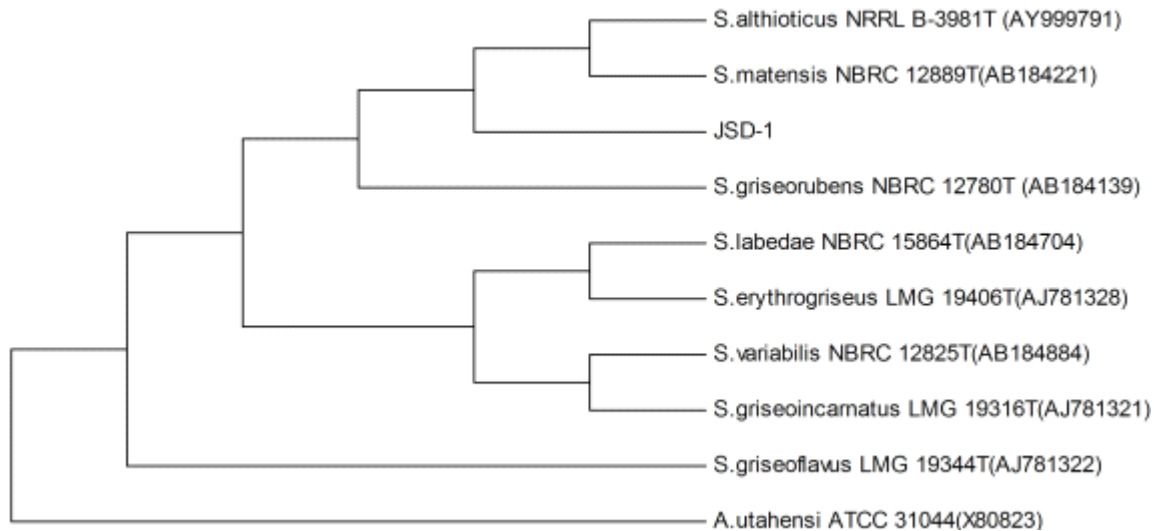 S.althioticus NRRL B-3981T (AY999791)
S.matensis NBRC 12889T(AB184221)
JSD-1
S.griseorubens NBRC 12780T (AB184139)
S.labedae NBRC 15864T(AB184704)
S.erythrogriseus LMG 19406T(AJ781328)
S.variabilis NBRC 12825T(AB184884)
S.griseoincarnatus LMG 19316T(AJ781321)
S.griseoflavus LMG 19344T(AJ781322)
A.utahensi ATCC 31044(X80823)